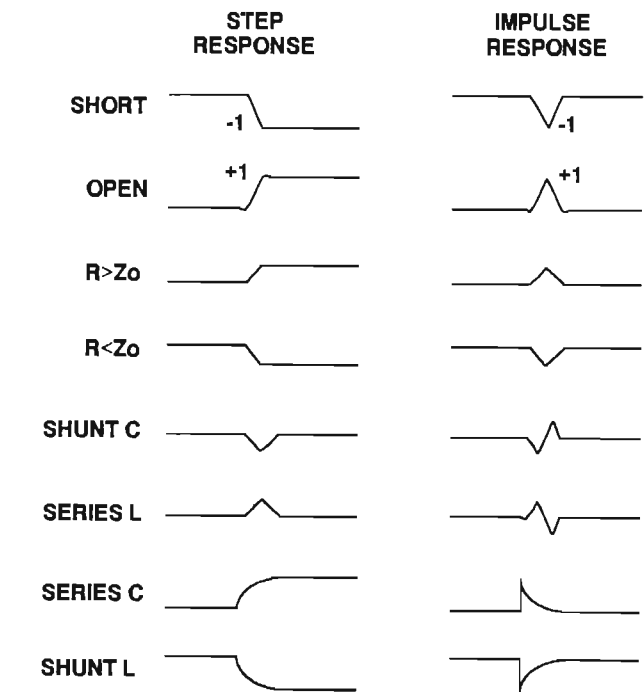 STEP RESPONSE
IMPULSE RESPONSE
SHORT
-1
-1
OPEN
+1
+1
R>Zo
R<Zo
SHUNT C
SERIES L
SERIES C
SHUNT L